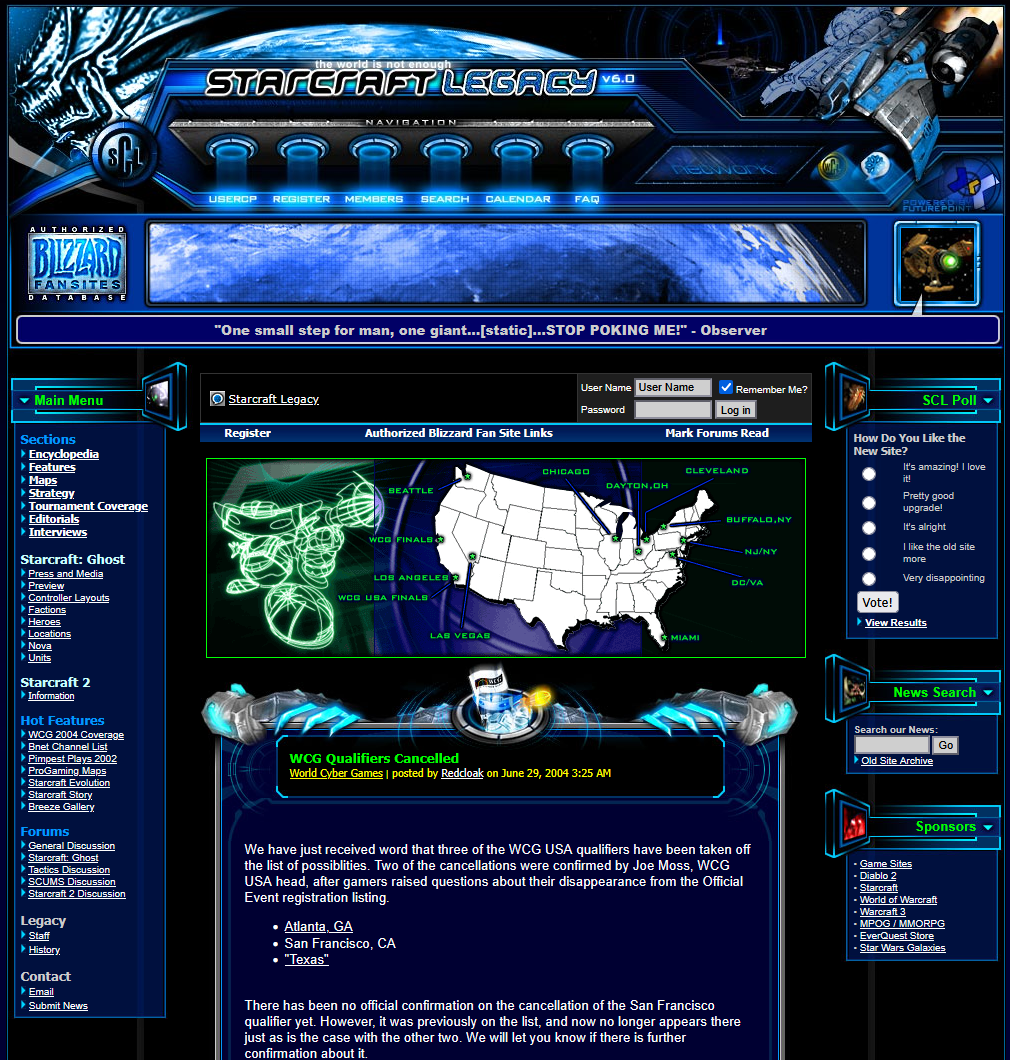 the world is not enough
STARCRAFT LEGACY v6.0
NAVIGATION
USERCP REGISTER MEMBERS SEARCH CALENDAR FAQ
NETWORK
SCL
POWERED BY
FUTUREPOINT
AUTHORIZED
BLIZZARD
FANSITES
DATABASE
"One small step for man, one giant...[static]...STOP POKING ME!" - Observer
Main Menu
Sections
Encyclopedia
Features
Maps
Strategy
Tournament Coverage
Editorials
Interviews
Starcraft: Ghost
Press and Media
Preview
Controller Layouts
Factions
Heroes
Locations
Nova
Units
Starcraft 2
Information
Hot Features
WCG 2004 Coverage
Bnet Channel List
Pimpest Plays 2002
ProGaming Maps
Starcraft Evolution
Starcraft Story
Breeze Gallery
Forums
General Discussion
Starcraft: Ghost
Tactics Discussion
SCUMS Discussion
Starcraft 2 Discussion
Legacy
Staff
History
Contact
Email
Submit News
Starcraft Legacy
User Name User Name Remember Me?
Password Log in
Register Authorized Blizzard Fan Site Links Mark Forums Read
CHICAGO
CLEVELAND
SEATTLE
DAYTON,OH
BUFFALO,NY
WCG FINALS
NJ/NY
LOS ANGELES
DC/VA
WCG USA FINALS
LAS VEGAS
MIAMI
WCG Qualifiers Cancelled
World Cyber Games | posted by Redcloak on June 29, 2004 3:25 AM
We have just received word that three of the WCG USA qualifiers have been taken off
the list of possiblities. Two of the cancellations were confirmed by Joe Moss, WCG
USA head, after gamers raised questions about their disappearance from the Official
Event registration listing.
• Atlanta, GA
• San Francisco, CA
• "Texas"
There has been no official confirmation on the cancellation of the San Francisco
qualifier yet. However, it was previously on the list, and now no longer appears there
just as is the case with the other two. We will let you know if there is further
confirmation about it.
SCL Poll
How Do You Like the
New Site?
It's amazing! I love
it!
Pretty good
upgrade!
It's alright
I like the old site
more
Very disappointing
Vote!
View Results
News Search
Search our News:
Go
Old Site Archive
Sponsors
- Game Sites
- Diablo 2
- Starcraft
- World of Warcraft
- Warcraft 3
- MPOG / MMORPG
- EverQuest Store
- Star Wars Galaxies